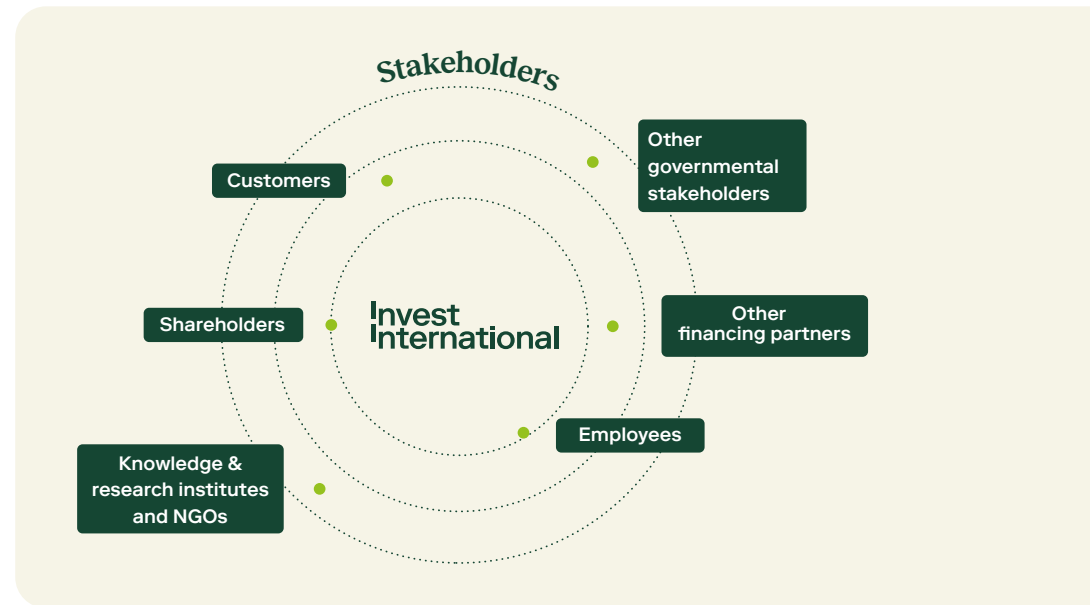 Stakeholders
Other
governmental
stakeholders
Customers
Shareholders
Invest
International
Other
financing partners
Employees
Knowledge &
research institutes
and NGOs